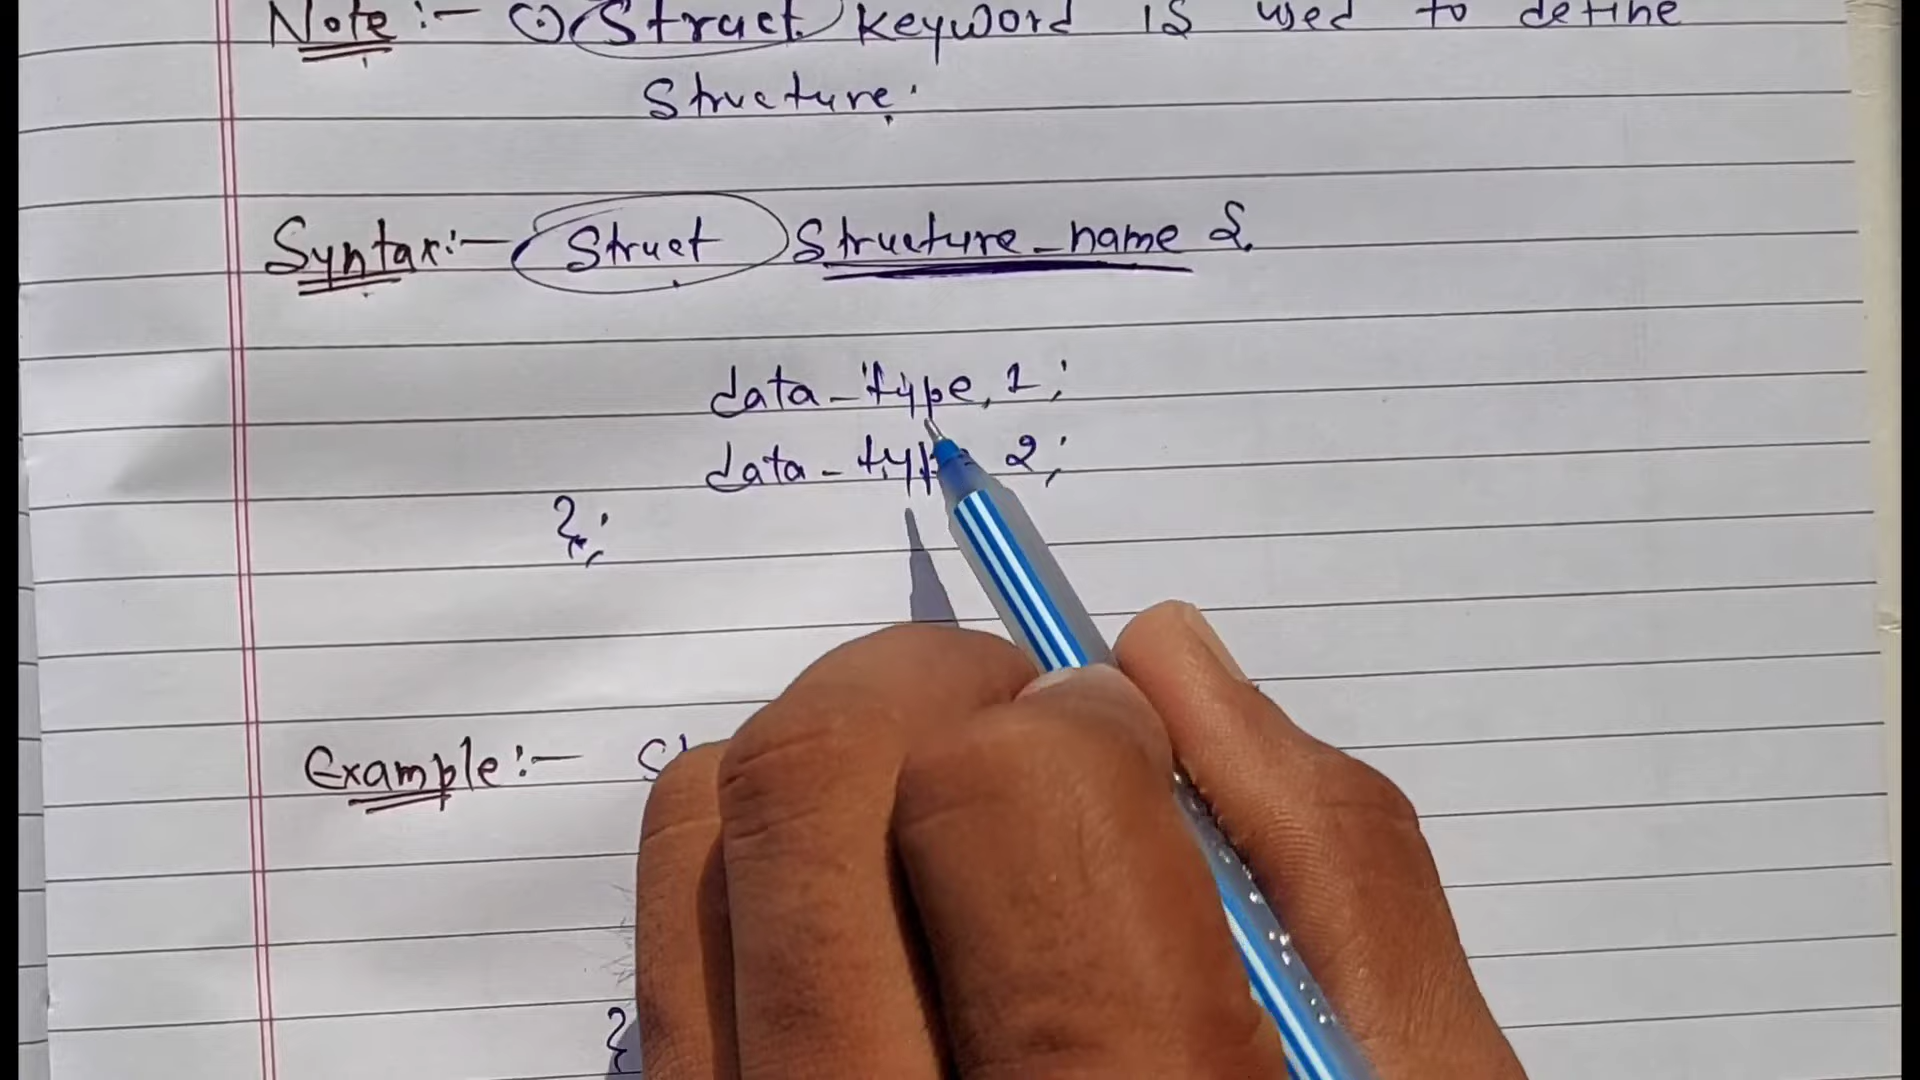 Note:- ⊙ Struct keyword is used to define
Structure.
Syntax:- Struct Structure_name {
data_type 1;
data_type 2;
};
Example:-
}